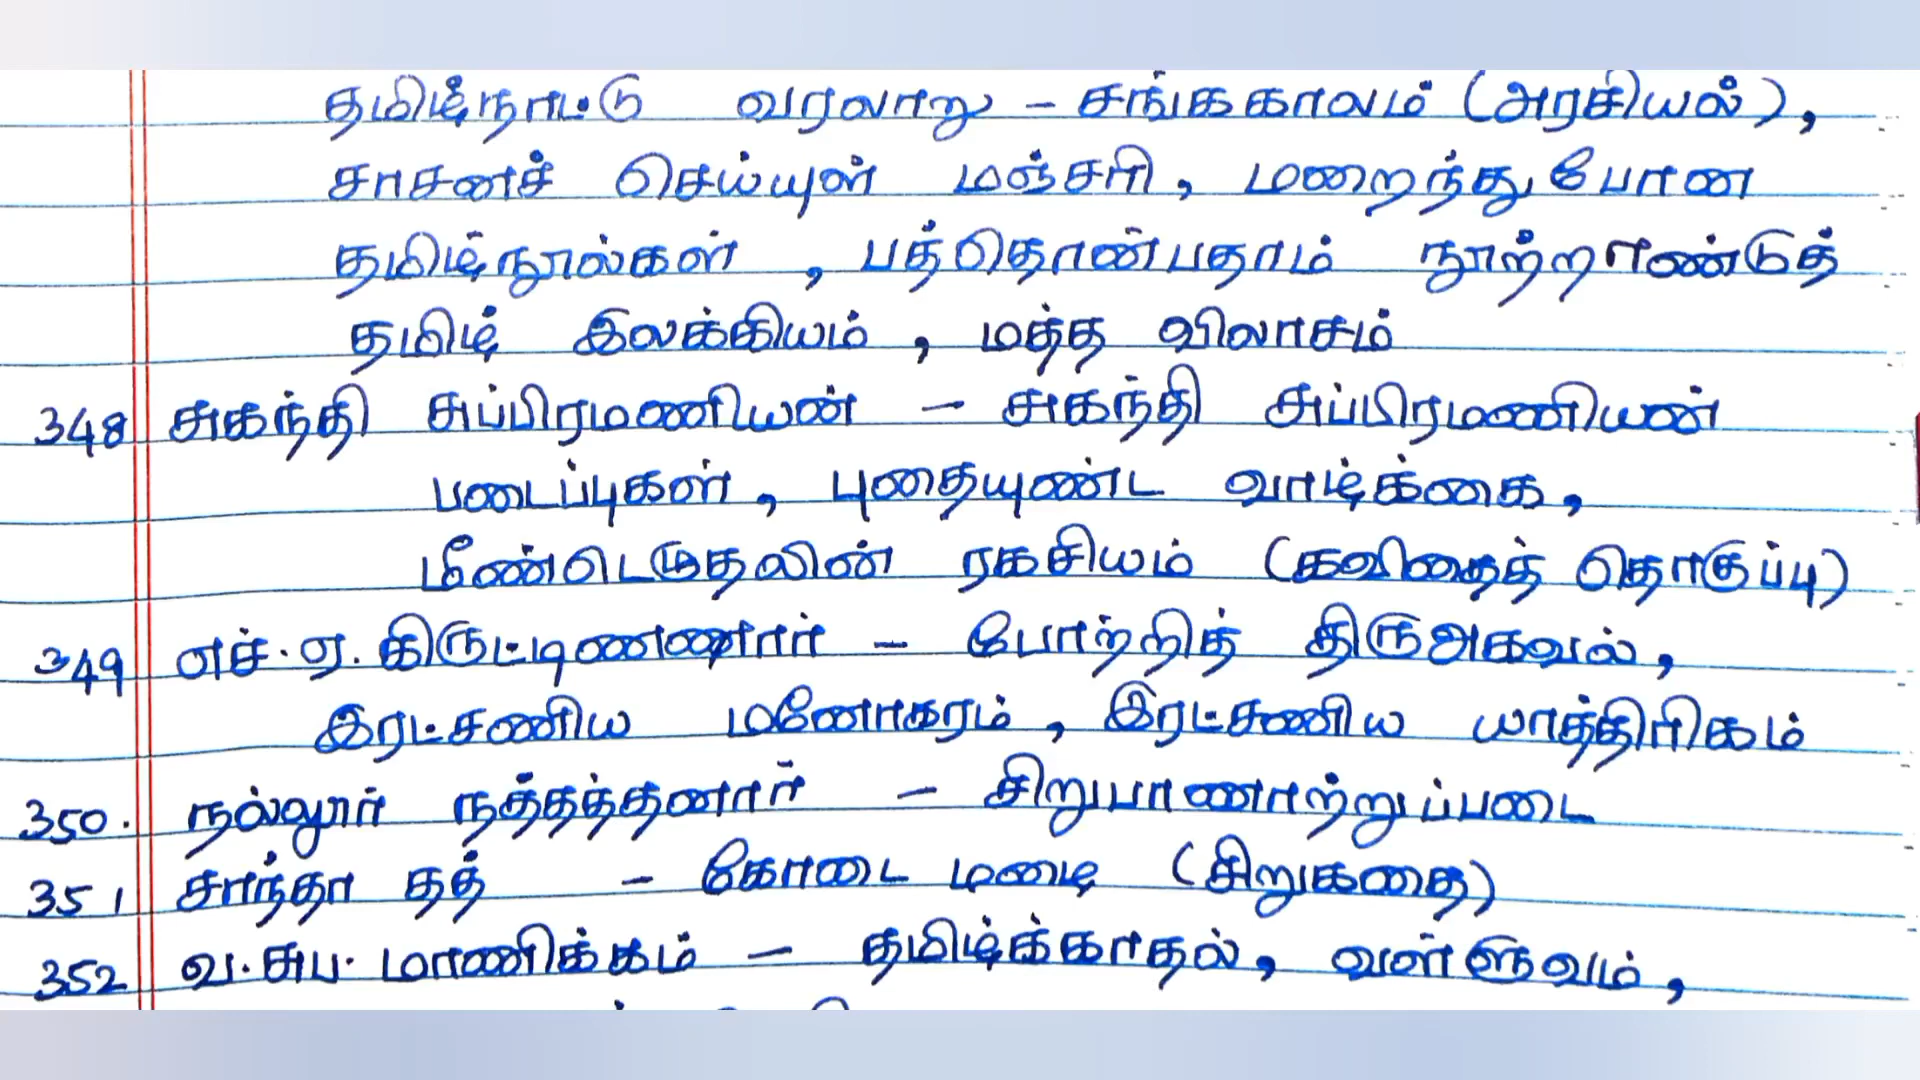 தமிழ்நாட்டு வரலாறு - சங்ககாலம் (அரசியல்),
சாசனச் செய்யுள் மஞ்சரி, மறைந்துபோன
தமிழ்நூல்கள், பத்தொன்பதாம் நூற்றாண்டுத்
தமிழ் இலக்கியம், மத்த விலாசம்
348 சுகந்தி சுப்பிரமணியன் - சுகந்தி சுப்பிரமணியன்
படைப்புகள், புதையுண்ட வாழ்க்கை,
மீண்டெழுதலின் ரகசியம் (கவிதைத் தொகுப்பு)
349 எச்.ஏ.கிருட்டிணனார் - போற்றித் திருஅகவல்,
இரட்சணிய மனோகரம், இரட்சணிய யாத்திரிகம்
350. நல்லூர் நத்தத்தனார் - சிறுபாணாற்றுப்படை
351 சாந்தா தத் - கோடை மழை (சிறுகதை)
352 வ.சுப.மாணிக்கம் - தமிழ்க்காதல், வள்ளுவம்,